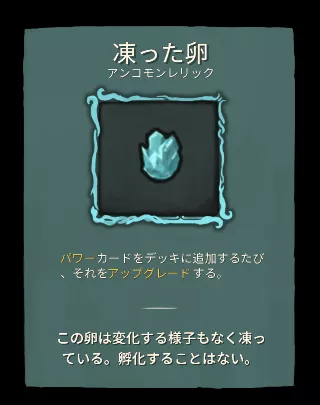 凍った卵
アンコモンレリック
パワーカードをデッキに追加するたび
、それをアップグレードする。
この卵は変化する様子もなく凍っ
ている。孵化することはない。